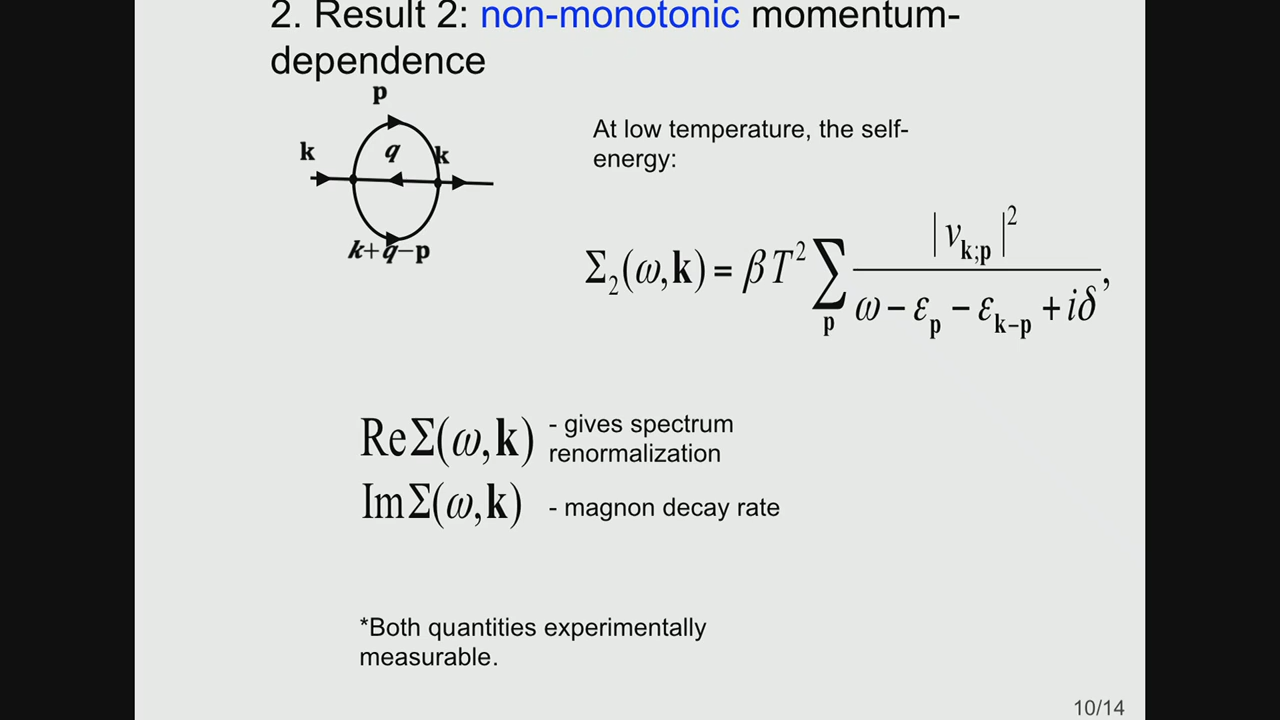 2. Result 2: non-monotonic momentum-
dependence
p
k
q
k
k+q−p
At low temperature, the self-
energy:
Σ₂(ω,k) = βT² Σ_p |v_{k;p}|² / (ω − ε_p − ε_{k−p} + iδ),
ReΣ(ω,k) - gives spectrum
renormalization
ImΣ(ω,k) - magnon decay rate
*Both quantities experimentally
measurable.
10/14